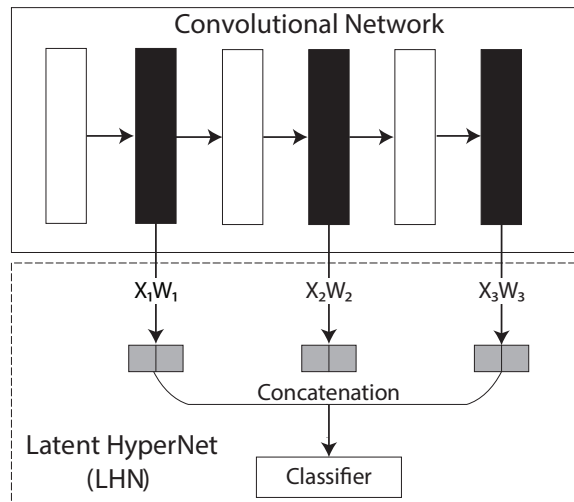 Convolutional Network
X₁W₁ X₂W₂ X₃W₃
Concatenation
Latent HyperNet
(LHN)
Classifier